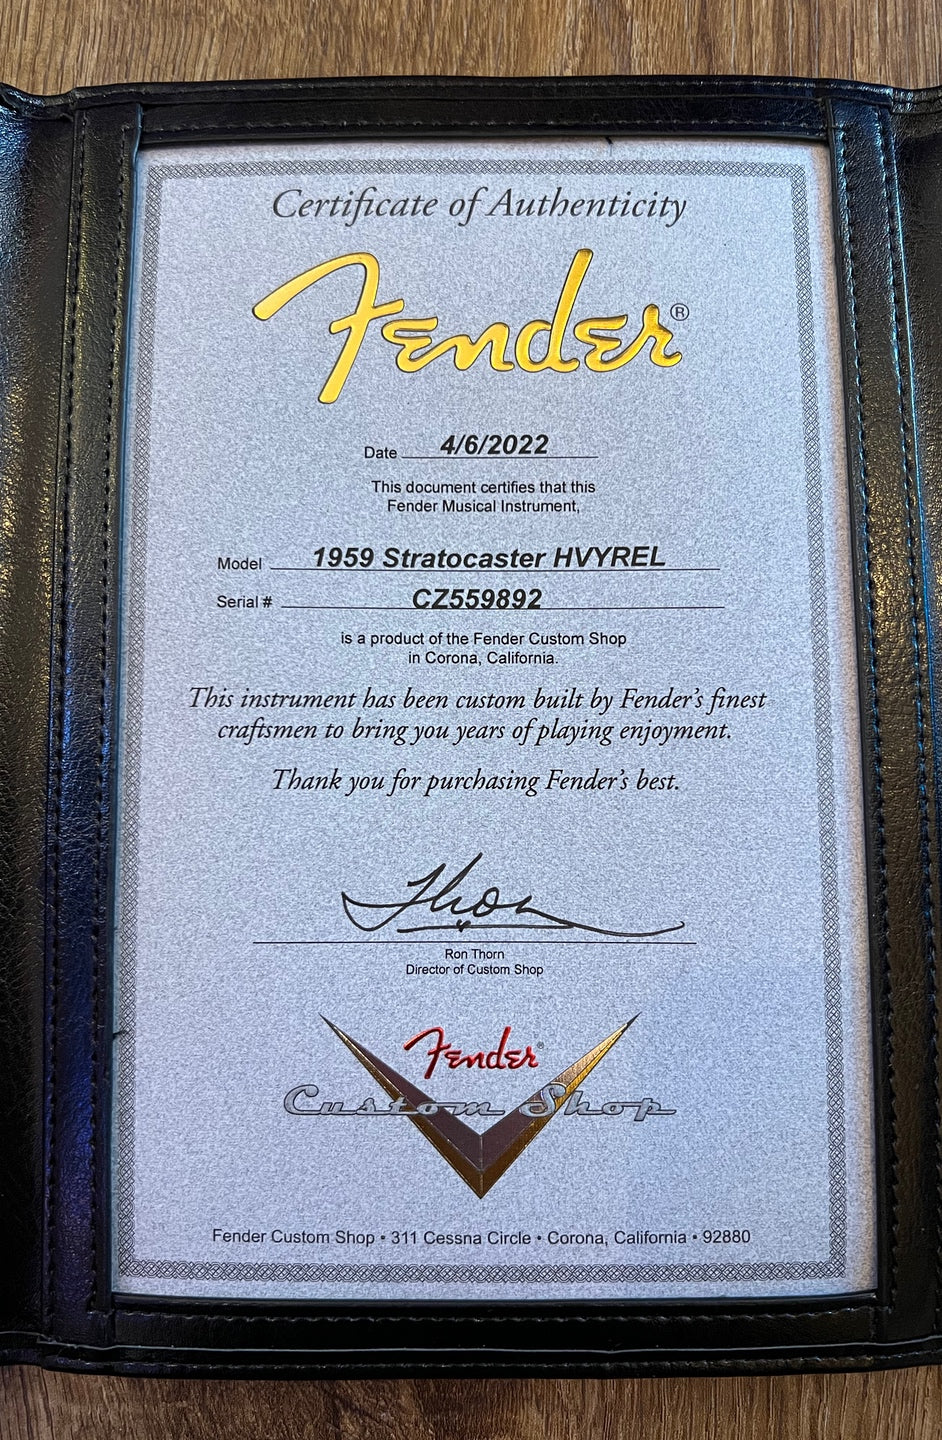 Certificate of Authenticity
Fender®
Date 4/6/2022
This document certifies that this
Fender Musical Instrument,
Model 1959 Stratocaster HVYREL
Serial # CZ559892
is a product of the Fender Custom Shop
in Corona, California.
This instrument has been custom built by Fender's finest
craftsmen to bring you years of playing enjoyment.
Thank you for purchasing Fender's best.
Thorn
Ron Thorn
Director of Custom Shop
Fender®
Custom Shop
Fender Custom Shop • 311 Cessna Circle • Corona, California • 92880